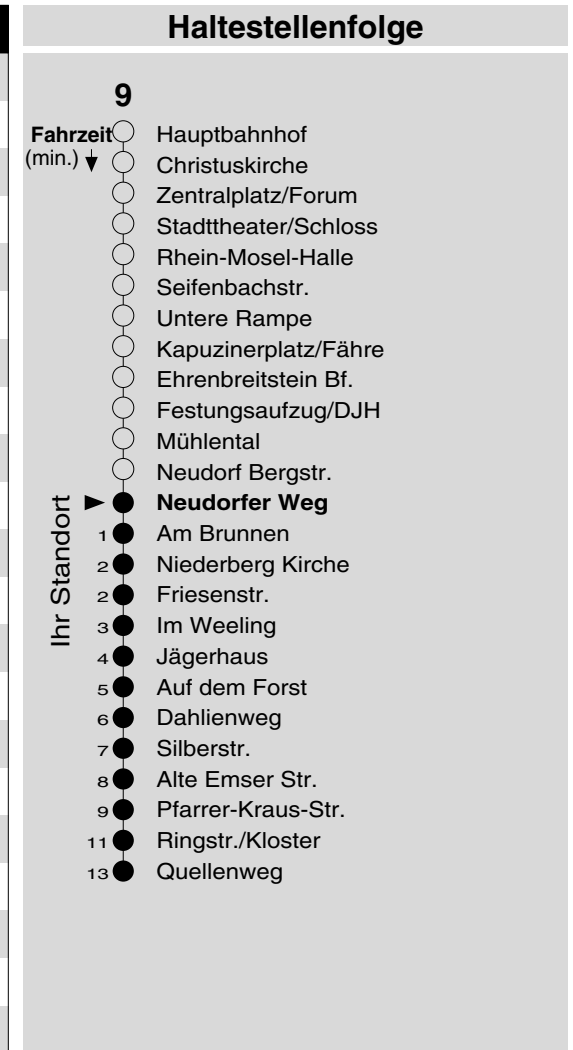 Haltestellenfolge
9
Fahrzeit Hauptbahnhof
(min.) Christuskirche
Zentralplatz/Forum
Stadttheater/Schloss
Rhein-Mosel-Halle
Seifenbachstr.
Untere Rampe
Kapuzinerplatz/Fähre
Ehrenbreitstein Bf.
Festungsaufzug/DJH
Mühlental
Neudorf Bergstr.
Ihr Standort
Neudorfer Weg
1 Am Brunnen
2 Niederberg Kirche
2 Friesenstr.
3 Im Weeling
4 Jägerhaus
5 Auf dem Forst
6 Dahlienweg
7 Silberstr.
8 Alte Emser Str.
9 Pfarrer-Kraus-Str.
11 Ringstr./Kloster
13 Quellenweg